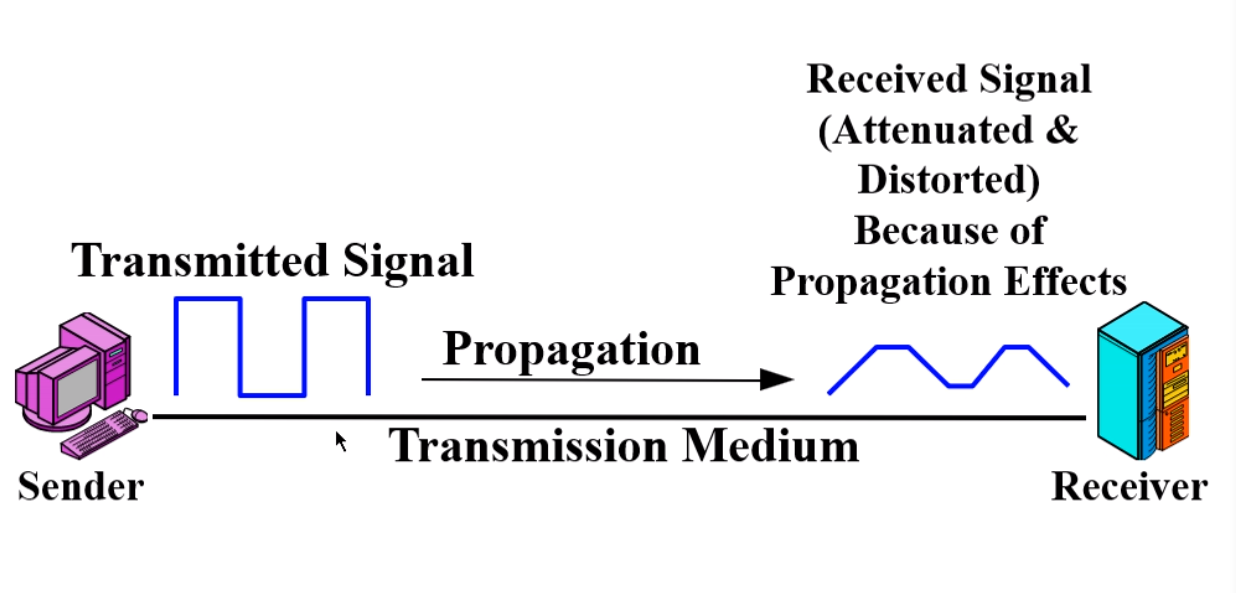 Received Signal
(Attenuated &
Distorted)
Because of
Propagation Effects
Transmitted Signal
Propagation
Transmission Medium
Sender
Receiver